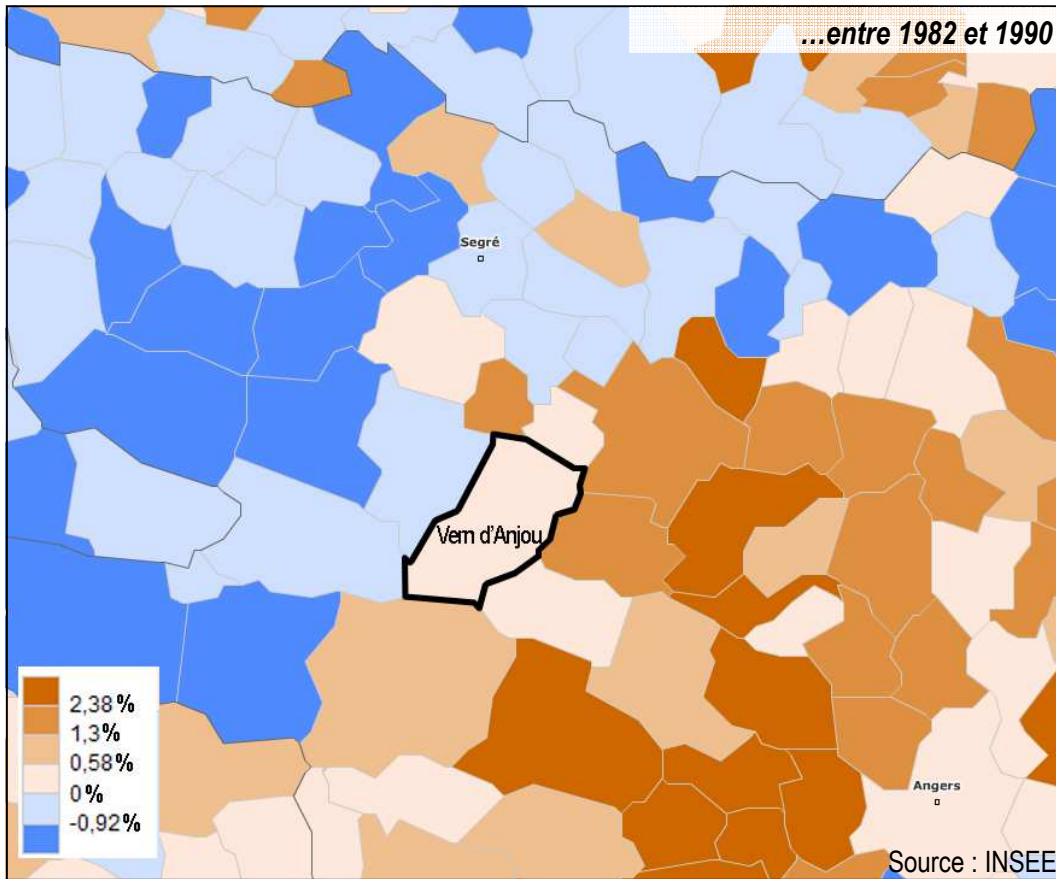 ...entre 1982 et 1990
Segré
Vern d'Anjou
2,38%
1,3%
0,58%
0%
-0,92%
Angers
Source : INSEE